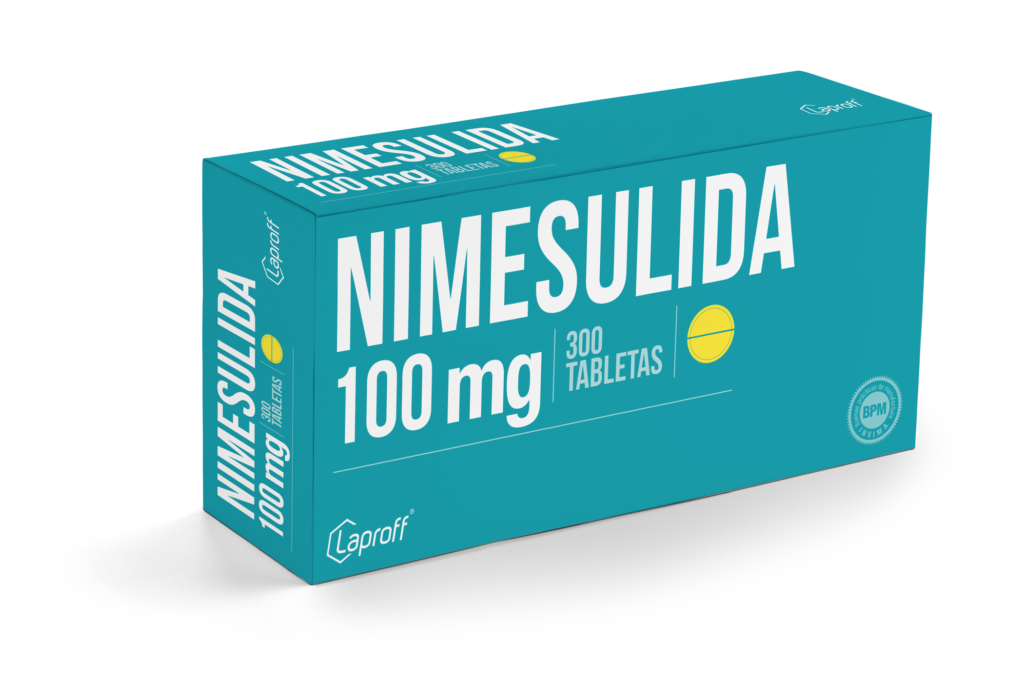 NIMESULIDA
100 mg
300
TABLETAS
Laproff®
NIMESULIDA
100 mg
300
TABLETAS
Laproff®
NIMESULIDA
100 mg
300
TABLETAS
Laproff®
BPM
INVIMA